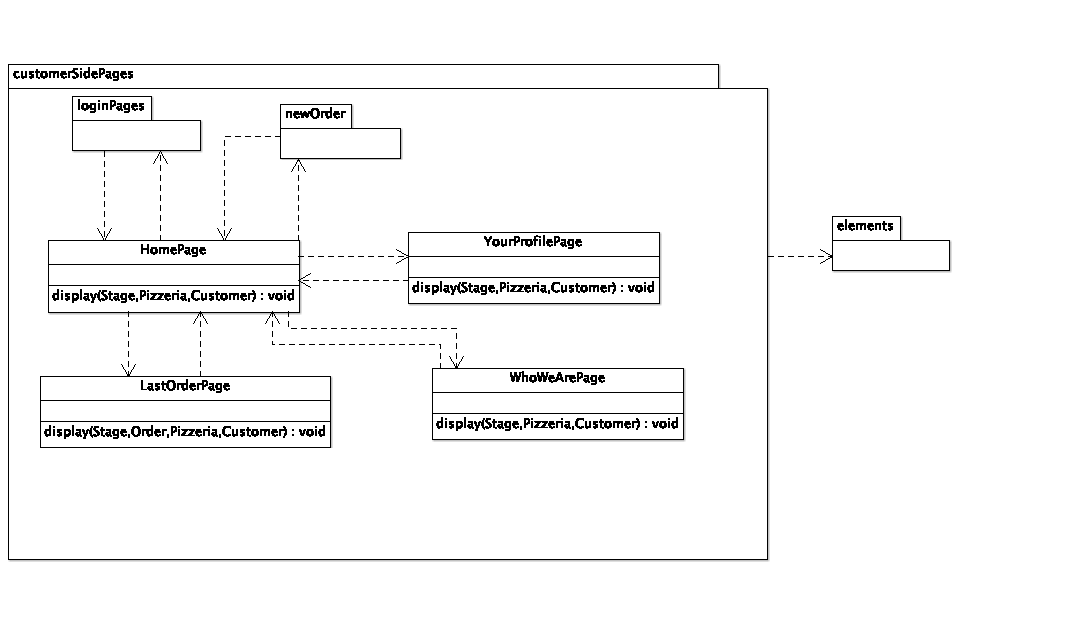 customerSidePages
loginPages
newOrder
elements
HomePage
display(Stage,Pizzeria,Customer) : void
YourProfilePage
display(Stage,Pizzeria,Customer) : void
LastOrderPage
display(Stage,Order,Pizzeria,Customer) : void
WhoWeArePage
display(Stage,Pizzeria,Customer) : void